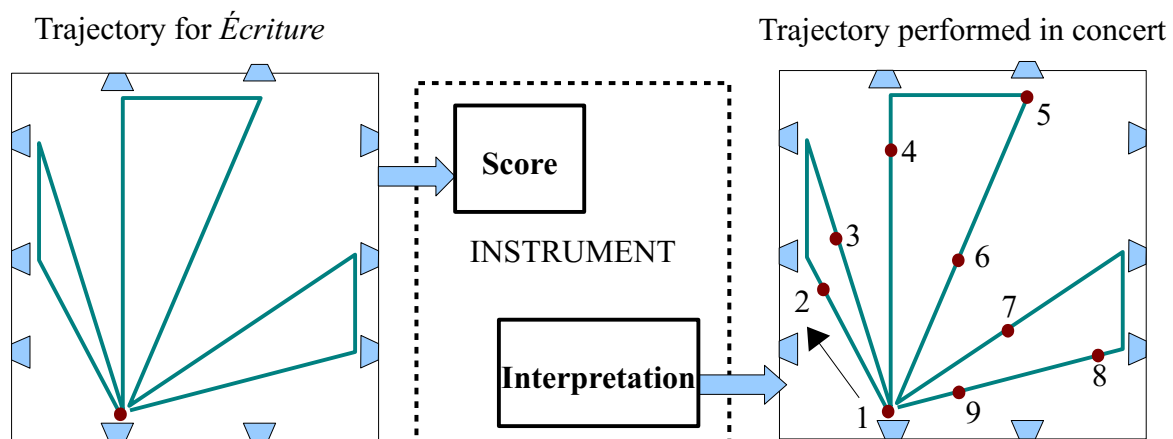 Trajectory for Écriture
Trajectory performed in concert
Score
INSTRUMENT
Interpretation
5
4
3
6
2
7
8
1
9